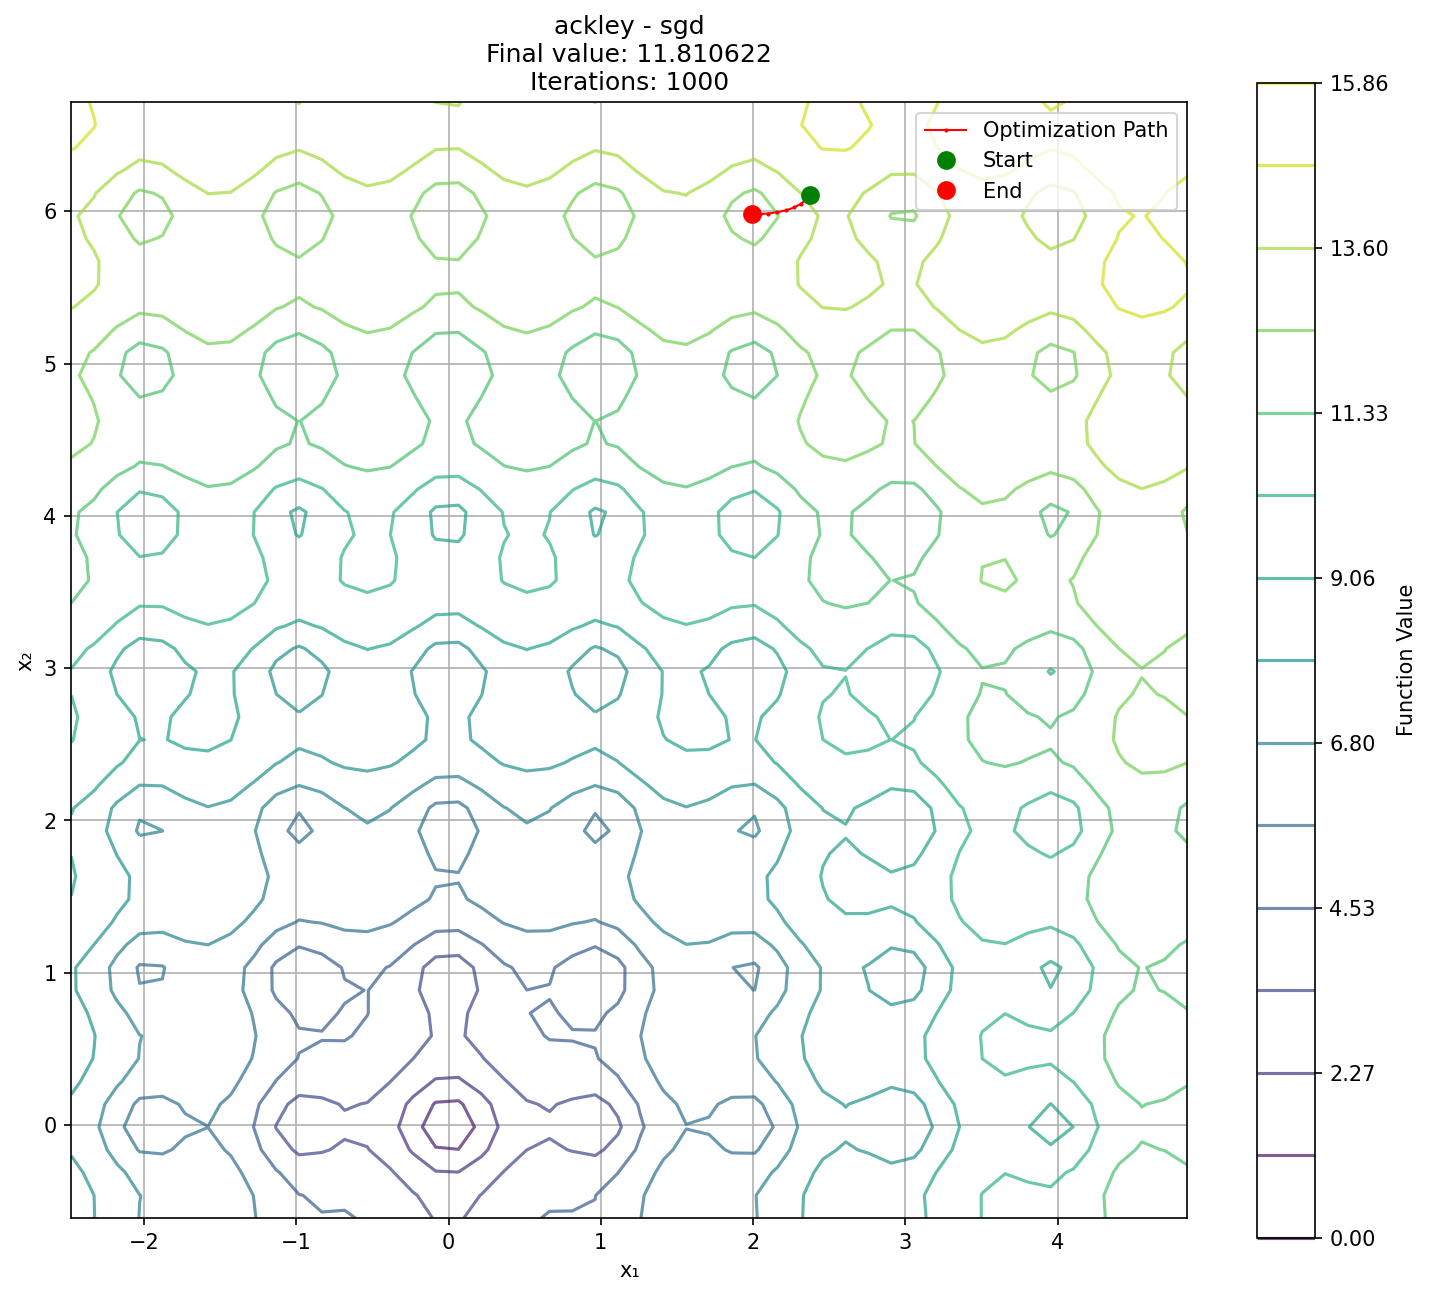 ackley - sgd
Final value: 11.810622
Iterations: 1000
Optimization Path
Start
End
6
5
4
3
2
1
0
x₂
−2
−1
0
1
2
3
4
x₁
15.86
13.60
11.33
9.06
6.80
4.53
2.27
0.00
Function Value